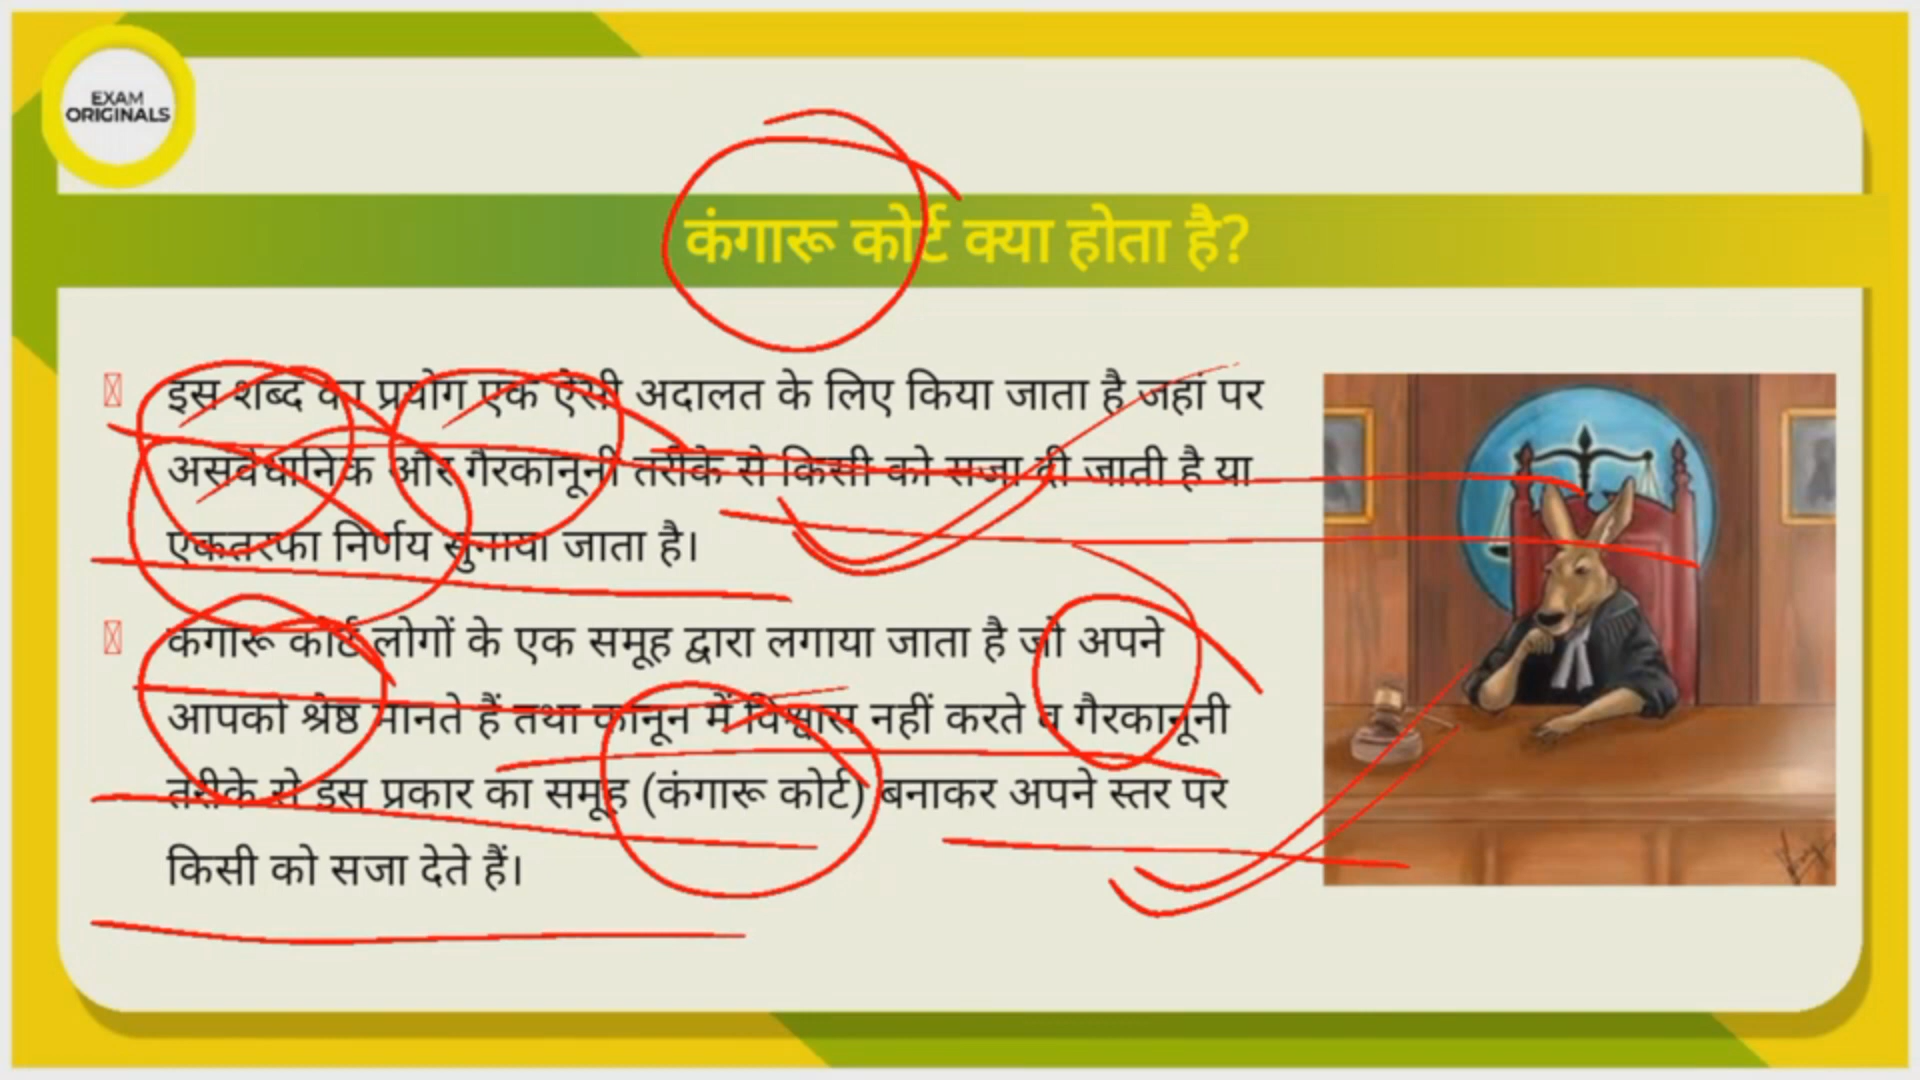 EXAM
ORIGINALS
कंगारू कोर्ट क्या होता है?
इस शब्द का प्रयोग एक ऐसी अदालत के लिए किया जाता है जहां पर
असंवैधानिक और गैरकानूनी तरीके से किसी को सजा दी जाती है या
एकतरफा निर्णय सुनाया जाता है।
कंगारू कोर्ट लोगों के एक समूह द्वारा लगाया जाता है जो अपने
आपको श्रेष्ठ मानते हैं तथा कानून में विश्वास नहीं करते व गैरकानूनी
तरीके से इस प्रकार का समूह (कंगारू कोर्ट) बनाकर अपने स्तर पर
किसी को सजा देते हैं।